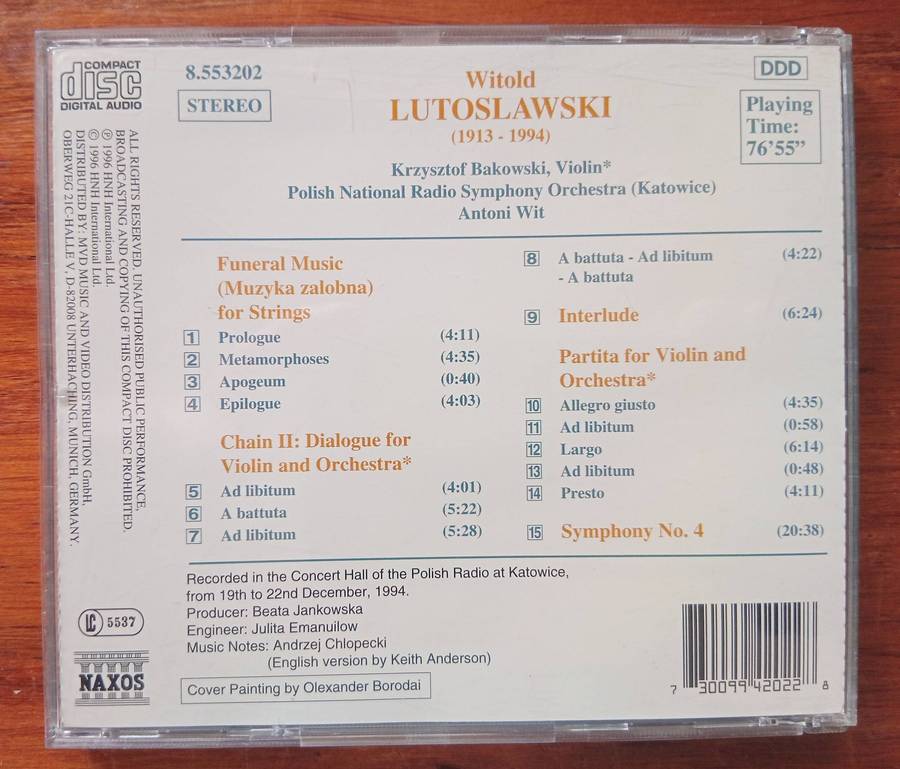 COMPACT
disc
DIGITAL AUDIO
8.553202
STEREO
Witold
LUTOSLAWSKI
(1913 - 1994)
DDD
Playing
Time:
76'55"
Krzysztof Bakowski, Violin*
Polish National Radio Symphony Orchestra (Katowice)
Antoni Wit
Funeral Music
(Muzyka zalobna)
for Strings
1 Prologue (4:11)
2 Metamorphoses (4:35)
3 Apogeum (0:40)
4 Epilogue (4:03)
Chain II: Dialogue for
Violin and Orchestra*
5 Ad libitum (4:01)
6 A battuta (5:22)
7 Ad libitum (5:28)
8 A battuta - Ad libitum (4:22)
- A battuta
9 Interlude (6:24)
Partita for Violin and
Orchestra*
10 Allegro giusto (4:35)
11 Ad libitum (0:58)
12 Largo (6:14)
13 Ad libitum (0:48)
14 Presto (4:11)
15 Symphony No. 4 (20:38)
Recorded in the Concert Hall of the Polish Radio at Katowice,
from 19th to 22nd December, 1994.
Producer: Beata Jankowska
Engineer: Julita Emanuilow
Music Notes: Andrzej Chlopecki
(English version by Keith Anderson)
Cover Painting by Olexander Borodai
ALL RIGHTS RESERVED. UNAUTHORISED PUBLIC PERFORMANCE,
BROADCASTING AND COPYING OF THIS COMPACT DISC PROHIBITED.
℗ 1996 HNH International Ltd.
© 1996 HNH International Ltd.
DISTRIBUTED BY: MVD MUSIC AND VIDEO DISTRIBUTION GmbH,
OBERWEG 21C-HALLE V, D-82008 UNTERHACHING, MUNICH, GERMANY.
LC 5537
NAXOS
7 30099 42022 8